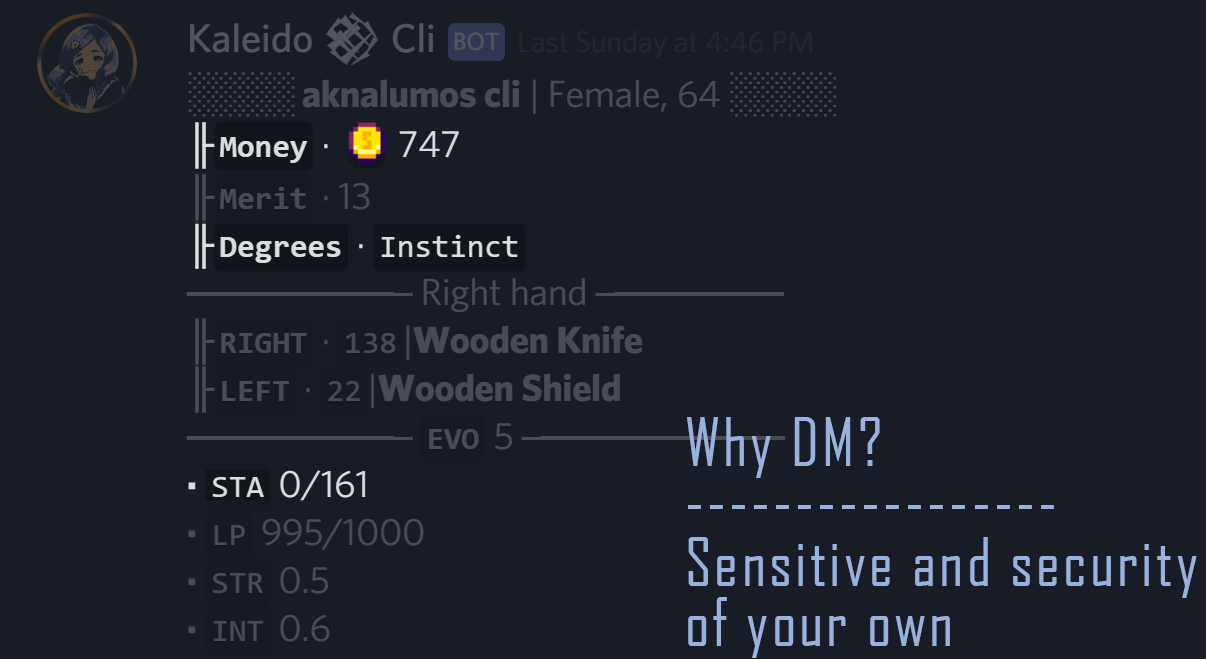 Kaleido Cli BOT Last Sunday at 4:46 PM
aknalumos cli | Female, 64
Money · 747
Merit · 13
Degrees · Instinct
Right hand
RIGHT · 138 |Wooden Knife
LEFT · 22 |Wooden Shield
EVO 5
▪ STA 0/161
▪ LP 995/1000
▪ STR 0.5
▪ INT 0.6
Why DM?
-----------------
Sensitive and security
of your own